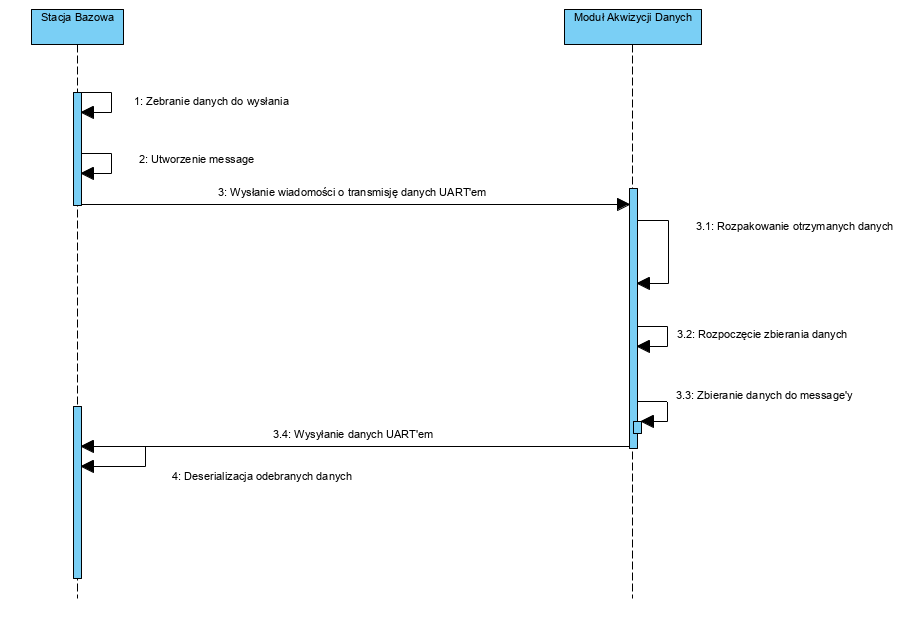 Stacja Bazowa
Moduł Akwizycji Danych
1: Zebranie danych do wysłania
2: Utworzenie message
3: Wysłanie wiadomości o transmisję danych UART'em
3.1: Rozpakowanie otrzymanych danych
3.2: Rozpoczęcie zbierania danych
3.3: Zbieranie danych do message'y
3.4: Wysyłanie danych UART'em
4: Deserializacja odebranych danych